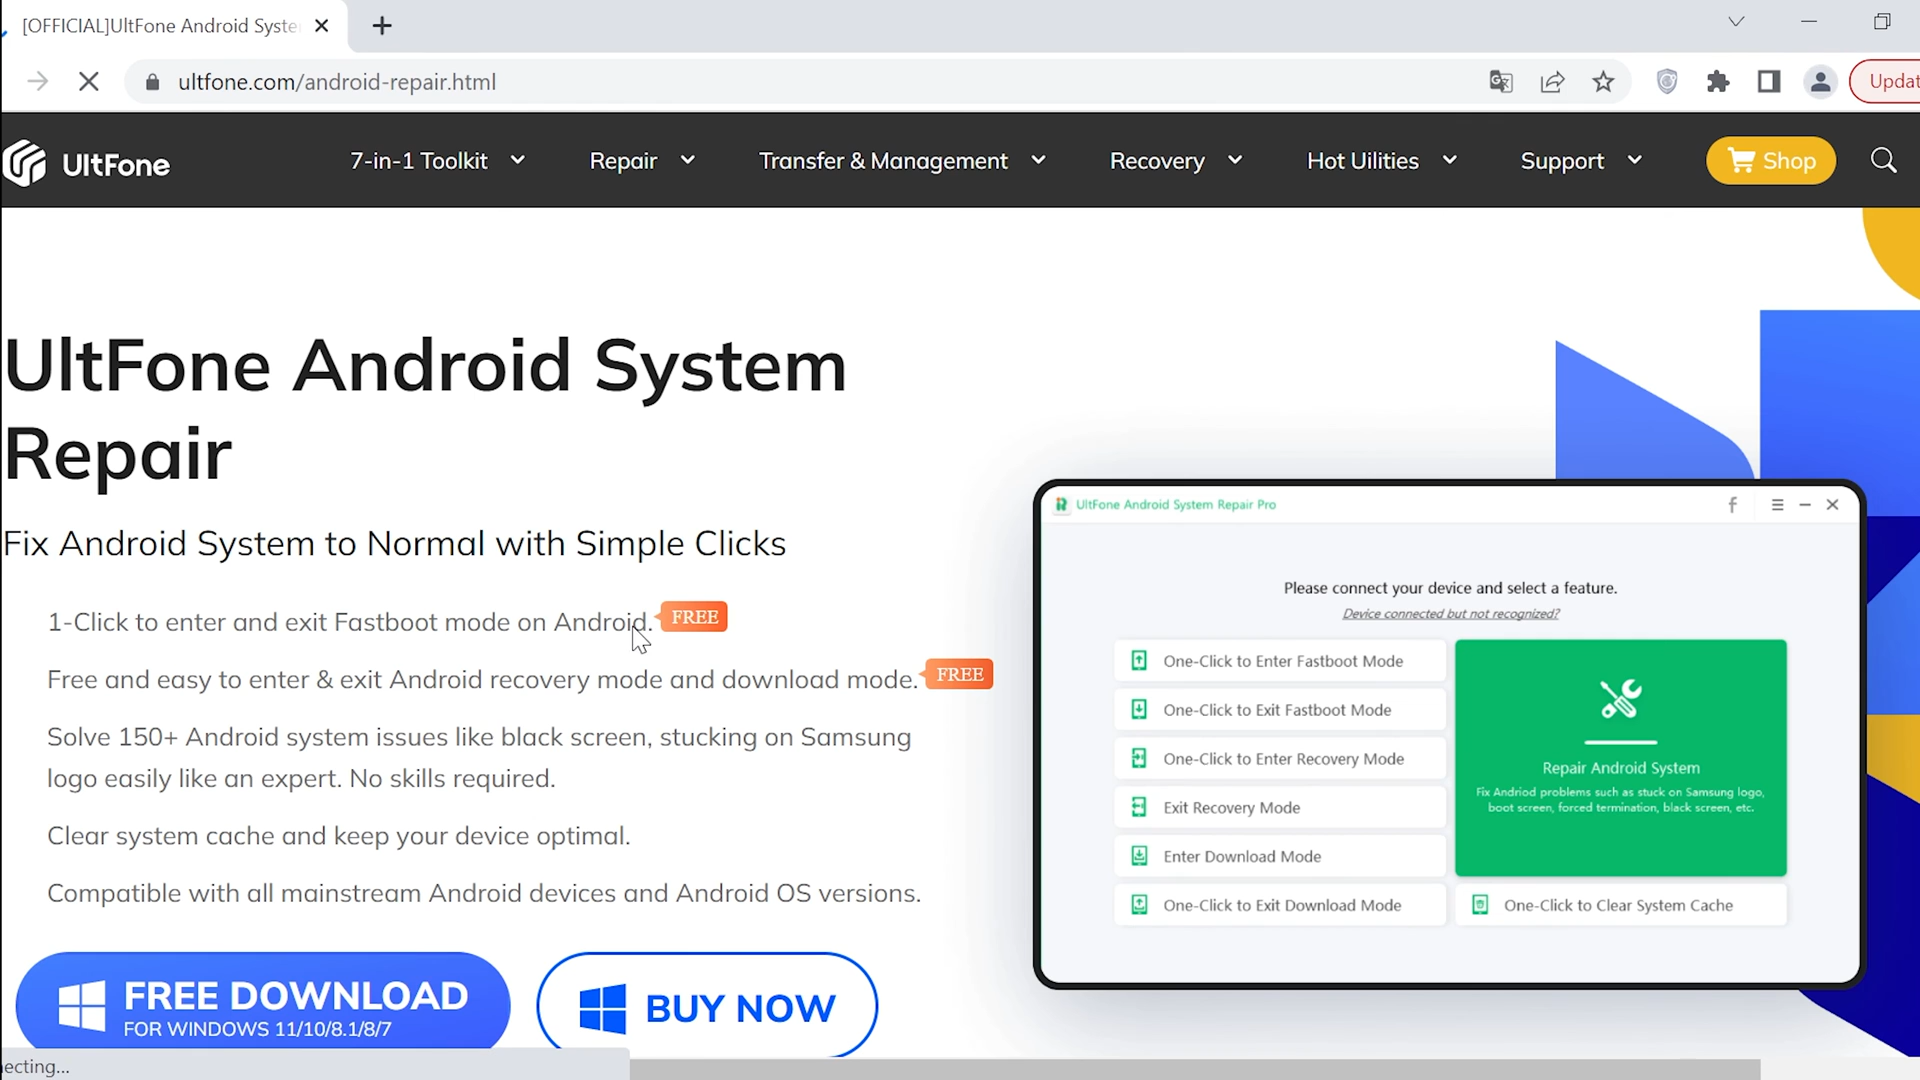 [OFFICIAL]UltFone Android Syste
ultfone.com/android-repair.html
Updat
UltFone
7-in-1 Toolkit
Repair
Transfer & Management
Recovery
Hot Uilities
Support
Shop
UltFone Android System
Repair
Fix Android System to Normal with Simple Clicks
1-Click to enter and exit Fastboot mode on Android. FREE
Free and easy to enter & exit Android recovery mode and download mode. FREE
Solve 150+ Android system issues like black screen, stucking on Samsung
logo easily like an expert. No skills required.
Clear system cache and keep your device optimal.
Compatible with all mainstream Android devices and Android OS versions.
FREE DOWNLOAD
FOR WINDOWS 11/10/8.1/8/7
BUY NOW
UltFone Android System Repair Pro
Please connect your device and select a feature.
Device connected but not recognized?
One-Click to Enter Fastboot Mode
One-Click to Exit Fastboot Mode
One-Click to Enter Recovery Mode
Exit Recovery Mode
Enter Download Mode
One-Click to Exit Download Mode
Repair Android System
Fix Andriod problems such as stuck on Samsung logo,
boot screen, forced termination, black screen, etc.
One-Click to Clear System Cache
necting...